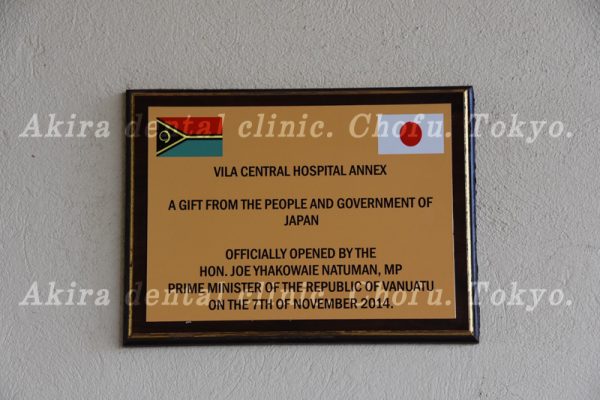 Akira dental clinic. Chofu. Tokyo.
VILA CENTRAL HOSPITAL ANNEX
A GIFT FROM THE PEOPLE AND GOVERNMENT OF
JAPAN
OFFICIALLY OPENED BY THE
HON. JOE YHAKOWAIE NATUMAN, MP
PRIME MINISTER OF THE REPUBLIC OF VANUATU
Akira dental clinic. Chofu. Tokyo.
ON THE 7TH OF NOVEMBER 2014.